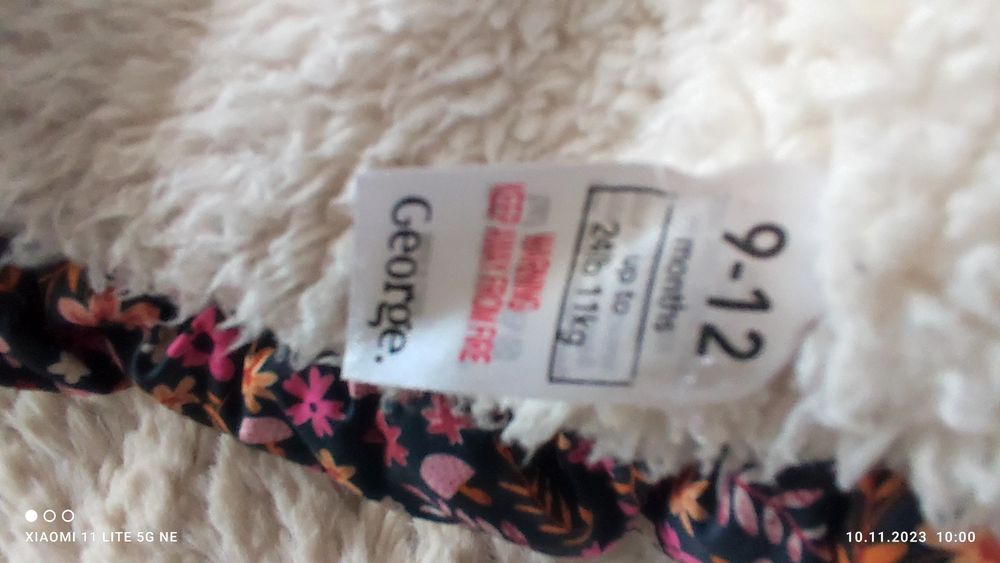 9-12
months
up to
24lb 11kg
WARNING
KEEP AWAY FROM FIRE
George.
XIAOMI 11 LITE 5G NE
10.11.2023 10:00